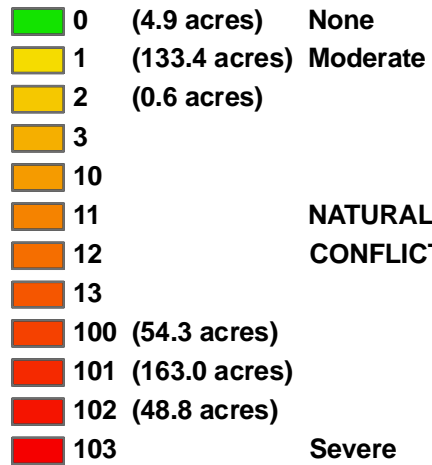 0 (4.9 acres) None
1 (133.4 acres) Moderate
2 (0.6 acres)
3
10
11 NATURAL
12
13
100 (54.3 acres)
101 (163.0 acres)
102 (48.8 acres)
103 Severe